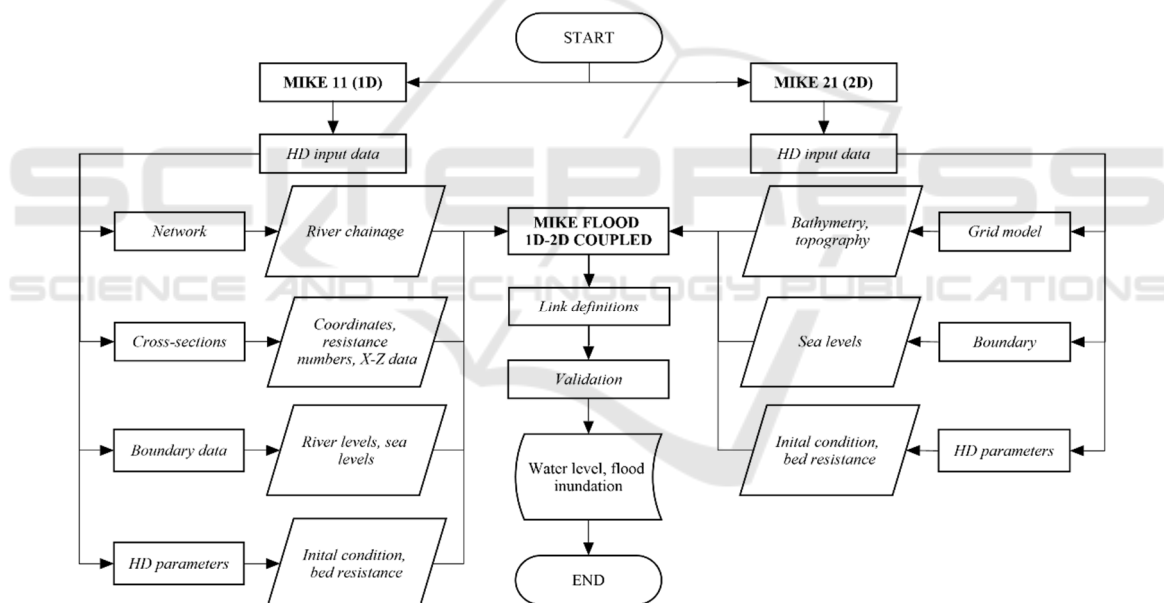 START
MIKE 11 (1D)
MIKE 21 (2D)
HD input data
HD input data
Network
River chainage
MIKE FLOOD
1D-2D COUPLED
Bathymetry,
topography
Grid model
Link definitions
Cross-sections
Coordinates,
resistance
numbers, X-Z data
Sea levels
Boundary
Validation
Boundary data
River levels, sea
levels
Water level, flood
inundation
Inital condition,
bed resistance
HD parameters
HD parameters
Inital condition,
bed resistance
END
SCITEPRESS
SCIENCE AND TECHNOLOGY PUBLICATIONS